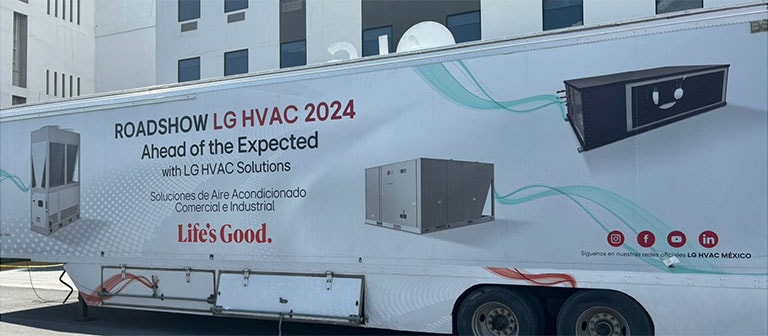 ROADSHOW LG HVAC 2024
Ahead of the Expected
with LG HVAC Solutions
Soluciones de Aire Acondicionado
Comercial e Industrial
Life's Good.
Síguenos en nuestras redes oficiales LG HVAC MÉXICO